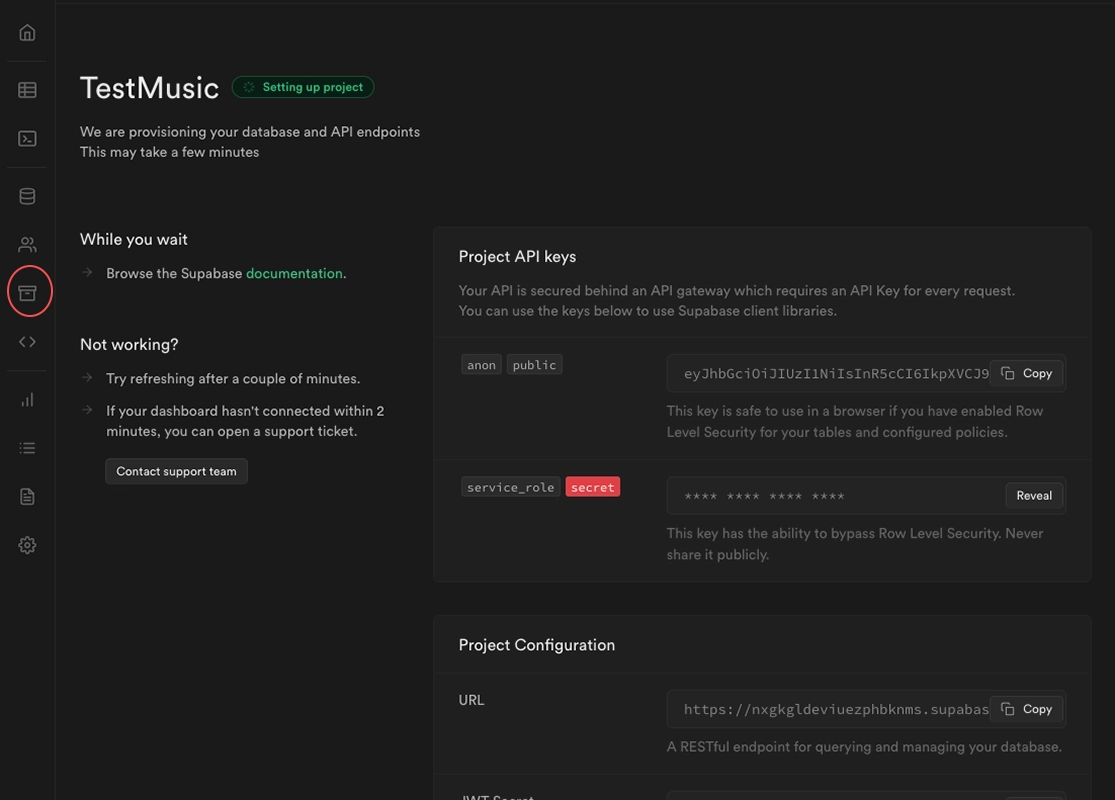 TestMusic
Setting up project
We are provisioning your database and API endpoints
This may take a few minutes
While you wait
Browse the Supabase documentation.
Not working?
Try refreshing after a couple of minutes.
If your dashboard hasn't connected within 2
minutes, you can open a support ticket.
Contact support team
Project API keys
Your API is secured behind an API gateway which requires an API Key for every request.
You can use the keys below to use Supabase client libraries.
anon public
eyJhbGciOiJIUzI1NiIsInR5cCI6IkpXVCJ9 Copy
This key is safe to use in a browser if you have enabled Row
Level Security for your tables and configured policies.
service_role secret
**** **** **** **** Reveal
This key has the ability to bypass Row Level Security. Never
share it publicly.
Project Configuration
URL
https://nxgkgldeviuezphbknms.supabas Copy
A RESTful endpoint for querying and managing your database.
JWT Secret